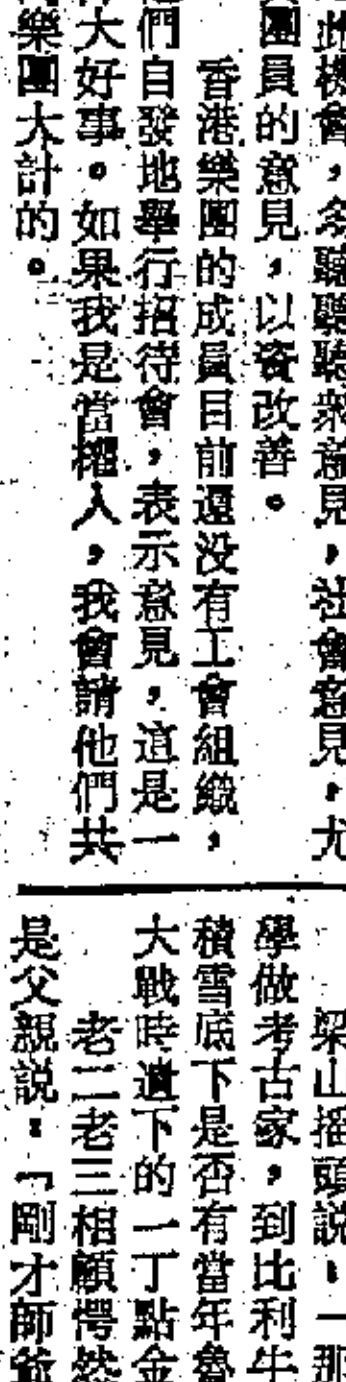 此機會，多聽聽衆意見，社會意見，尤
團員的意見，以資改善。
香港樂團的成員目前還没有工會組織，
們自發地舉行招待會，表示意見，這是一
大好事。如果我是當權人，我會請他們共
樂團大計的。
梁山搖頭說：「那
學做考古家，到比利牛
積雪底下是否有當年魯
大戰時遺下的一丁點金
老二老三相顧愕然
是父親說：「剛才師爺